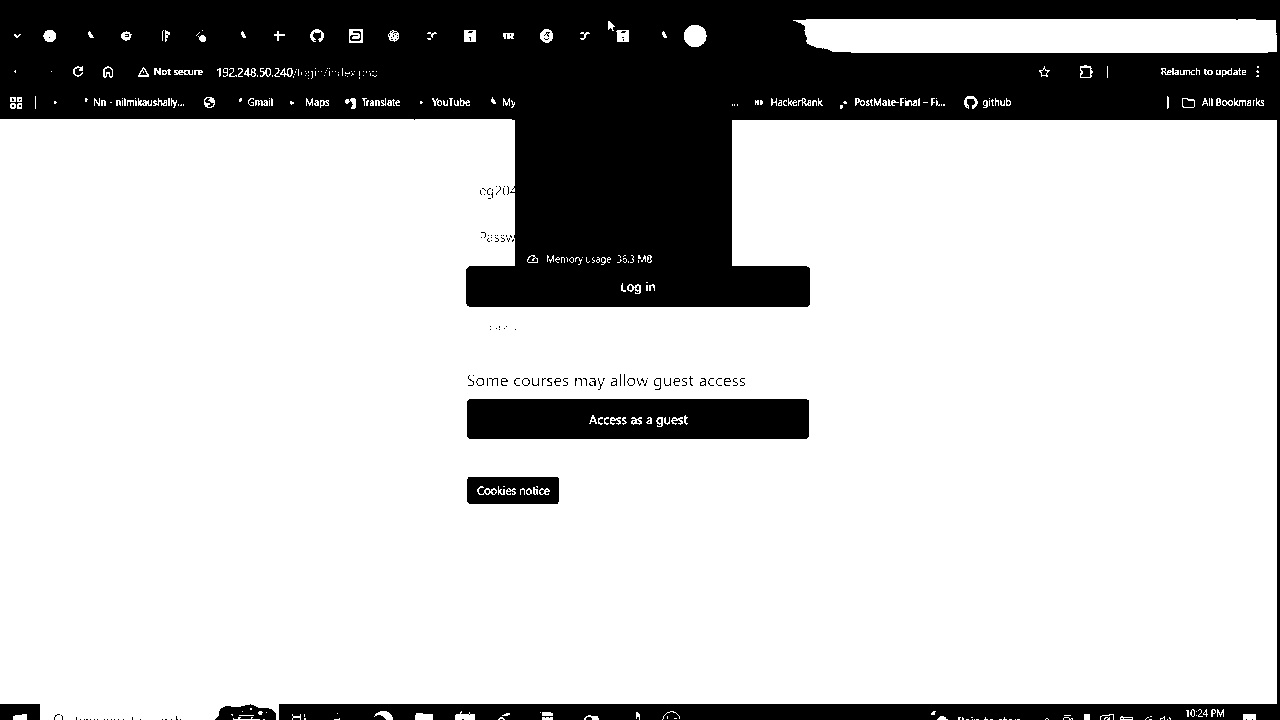 Not secure 192.248.50.240/login/index.php Relaunch to update
Nn - nilmikaushally... Gmail Maps Translate YouTube My ... HackerRank PostMate-Final – Fi... github All Bookmarks
eg204
Passw
Memory usage 36.3 MB
Log in
Some courses may allow guest access
Access as a guest
Cookies notice
10:24 PM